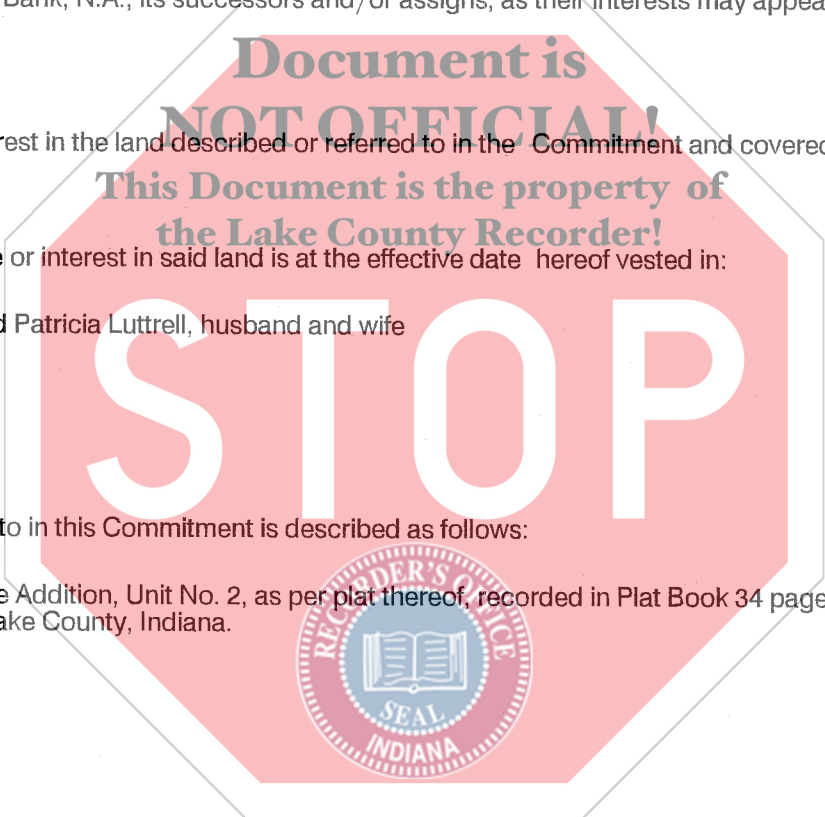 Bank, N.A., its successors and/or assigns, as their interests may appea
Document is
NOT OFFICIAL!
rest in the land described or referred to in the Commitment and covered
This Document is the property of
the Lake County Recorder!
e or interest in said land is at the effective date hereof vested in:
d Patricia Luttrell, husband and wife
STOP
to in this Commitment is described as follows:
e Addition, Unit No. 2, as per plat thereof, recorded in Plat Book 34 page
ake County, Indiana.
RECORDER'S OFFICE
SEAL
INDIANA